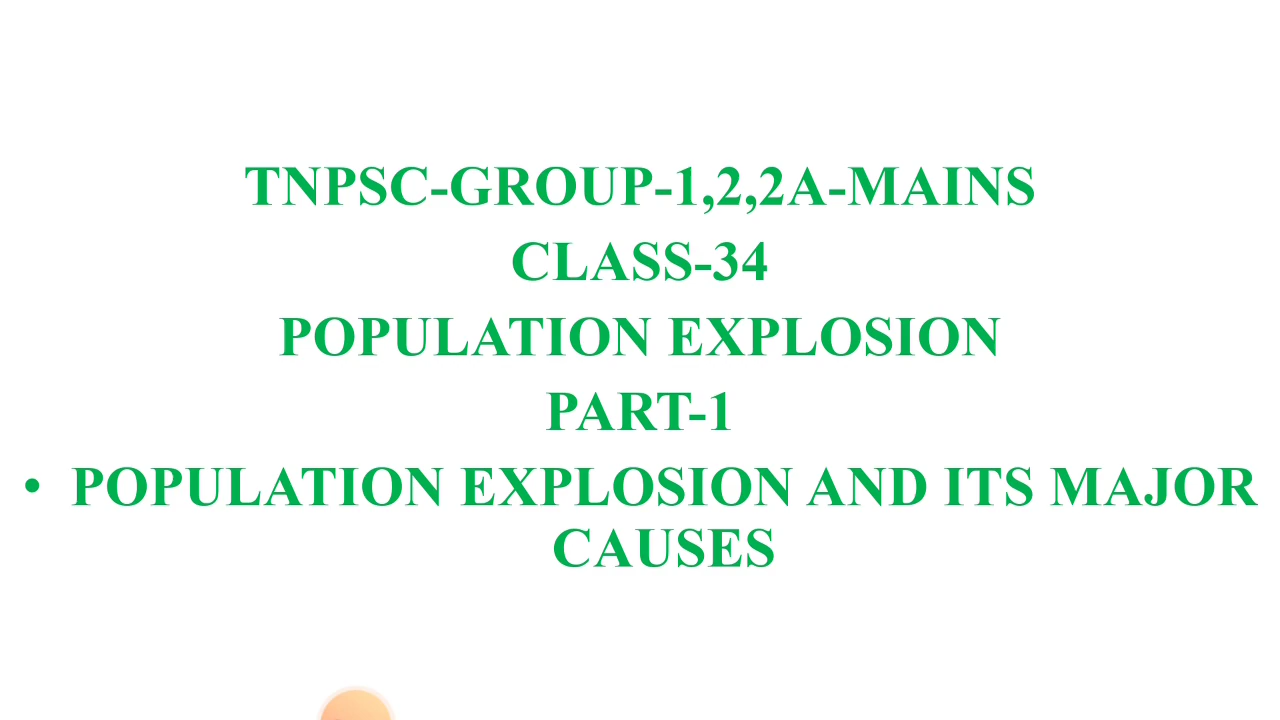 TNPSC-GROUP-1,2,2A-MAINS
CLASS-34
POPULATION EXPLOSION
PART-1
• POPULATION EXPLOSION AND ITS MAJOR
CAUSES